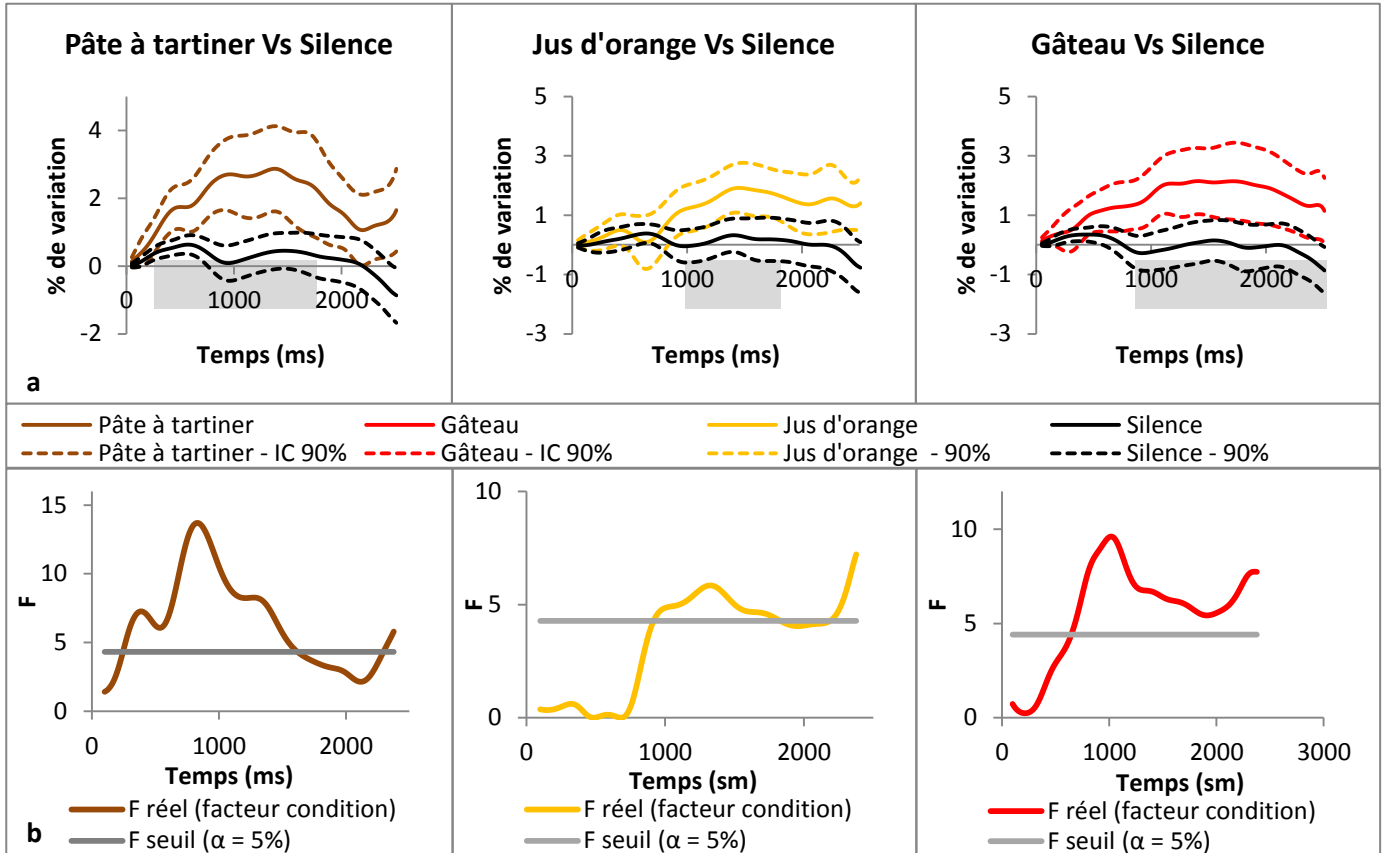 Pâte à tartiner Vs Silence
% de variation
4
2
0
-2
0
1000
2000
Temps (ms)
a
Jus d'orange Vs Silence
% de variation
5
3
1
-1
-3
0
1000
2000
Temps (ms)
Gâteau Vs Silence
% de variation
5
3
1
-1
-3
0
1000
2000
Temps (ms)
Pâte à tartiner
Gâteau
Jus d'orange
Silence
Pâte à tartiner - IC 90%
Gâteau - IC 90%
Jus d'orange - 90%
Silence - 90%
F
15
10
5
0
0
1000
2000
Temps (ms)
F réel (facteur condition)
F seuil (α = 5%)
b
F
10
5
0
0
1000
2000
Temps (sm)
F réel (facteur condition)
F seuil (α = 5%)
F
10
5
0
0
1000
2000
3000
Temps (sm)
F réel (facteur condition)
F seuil (α = 5%)